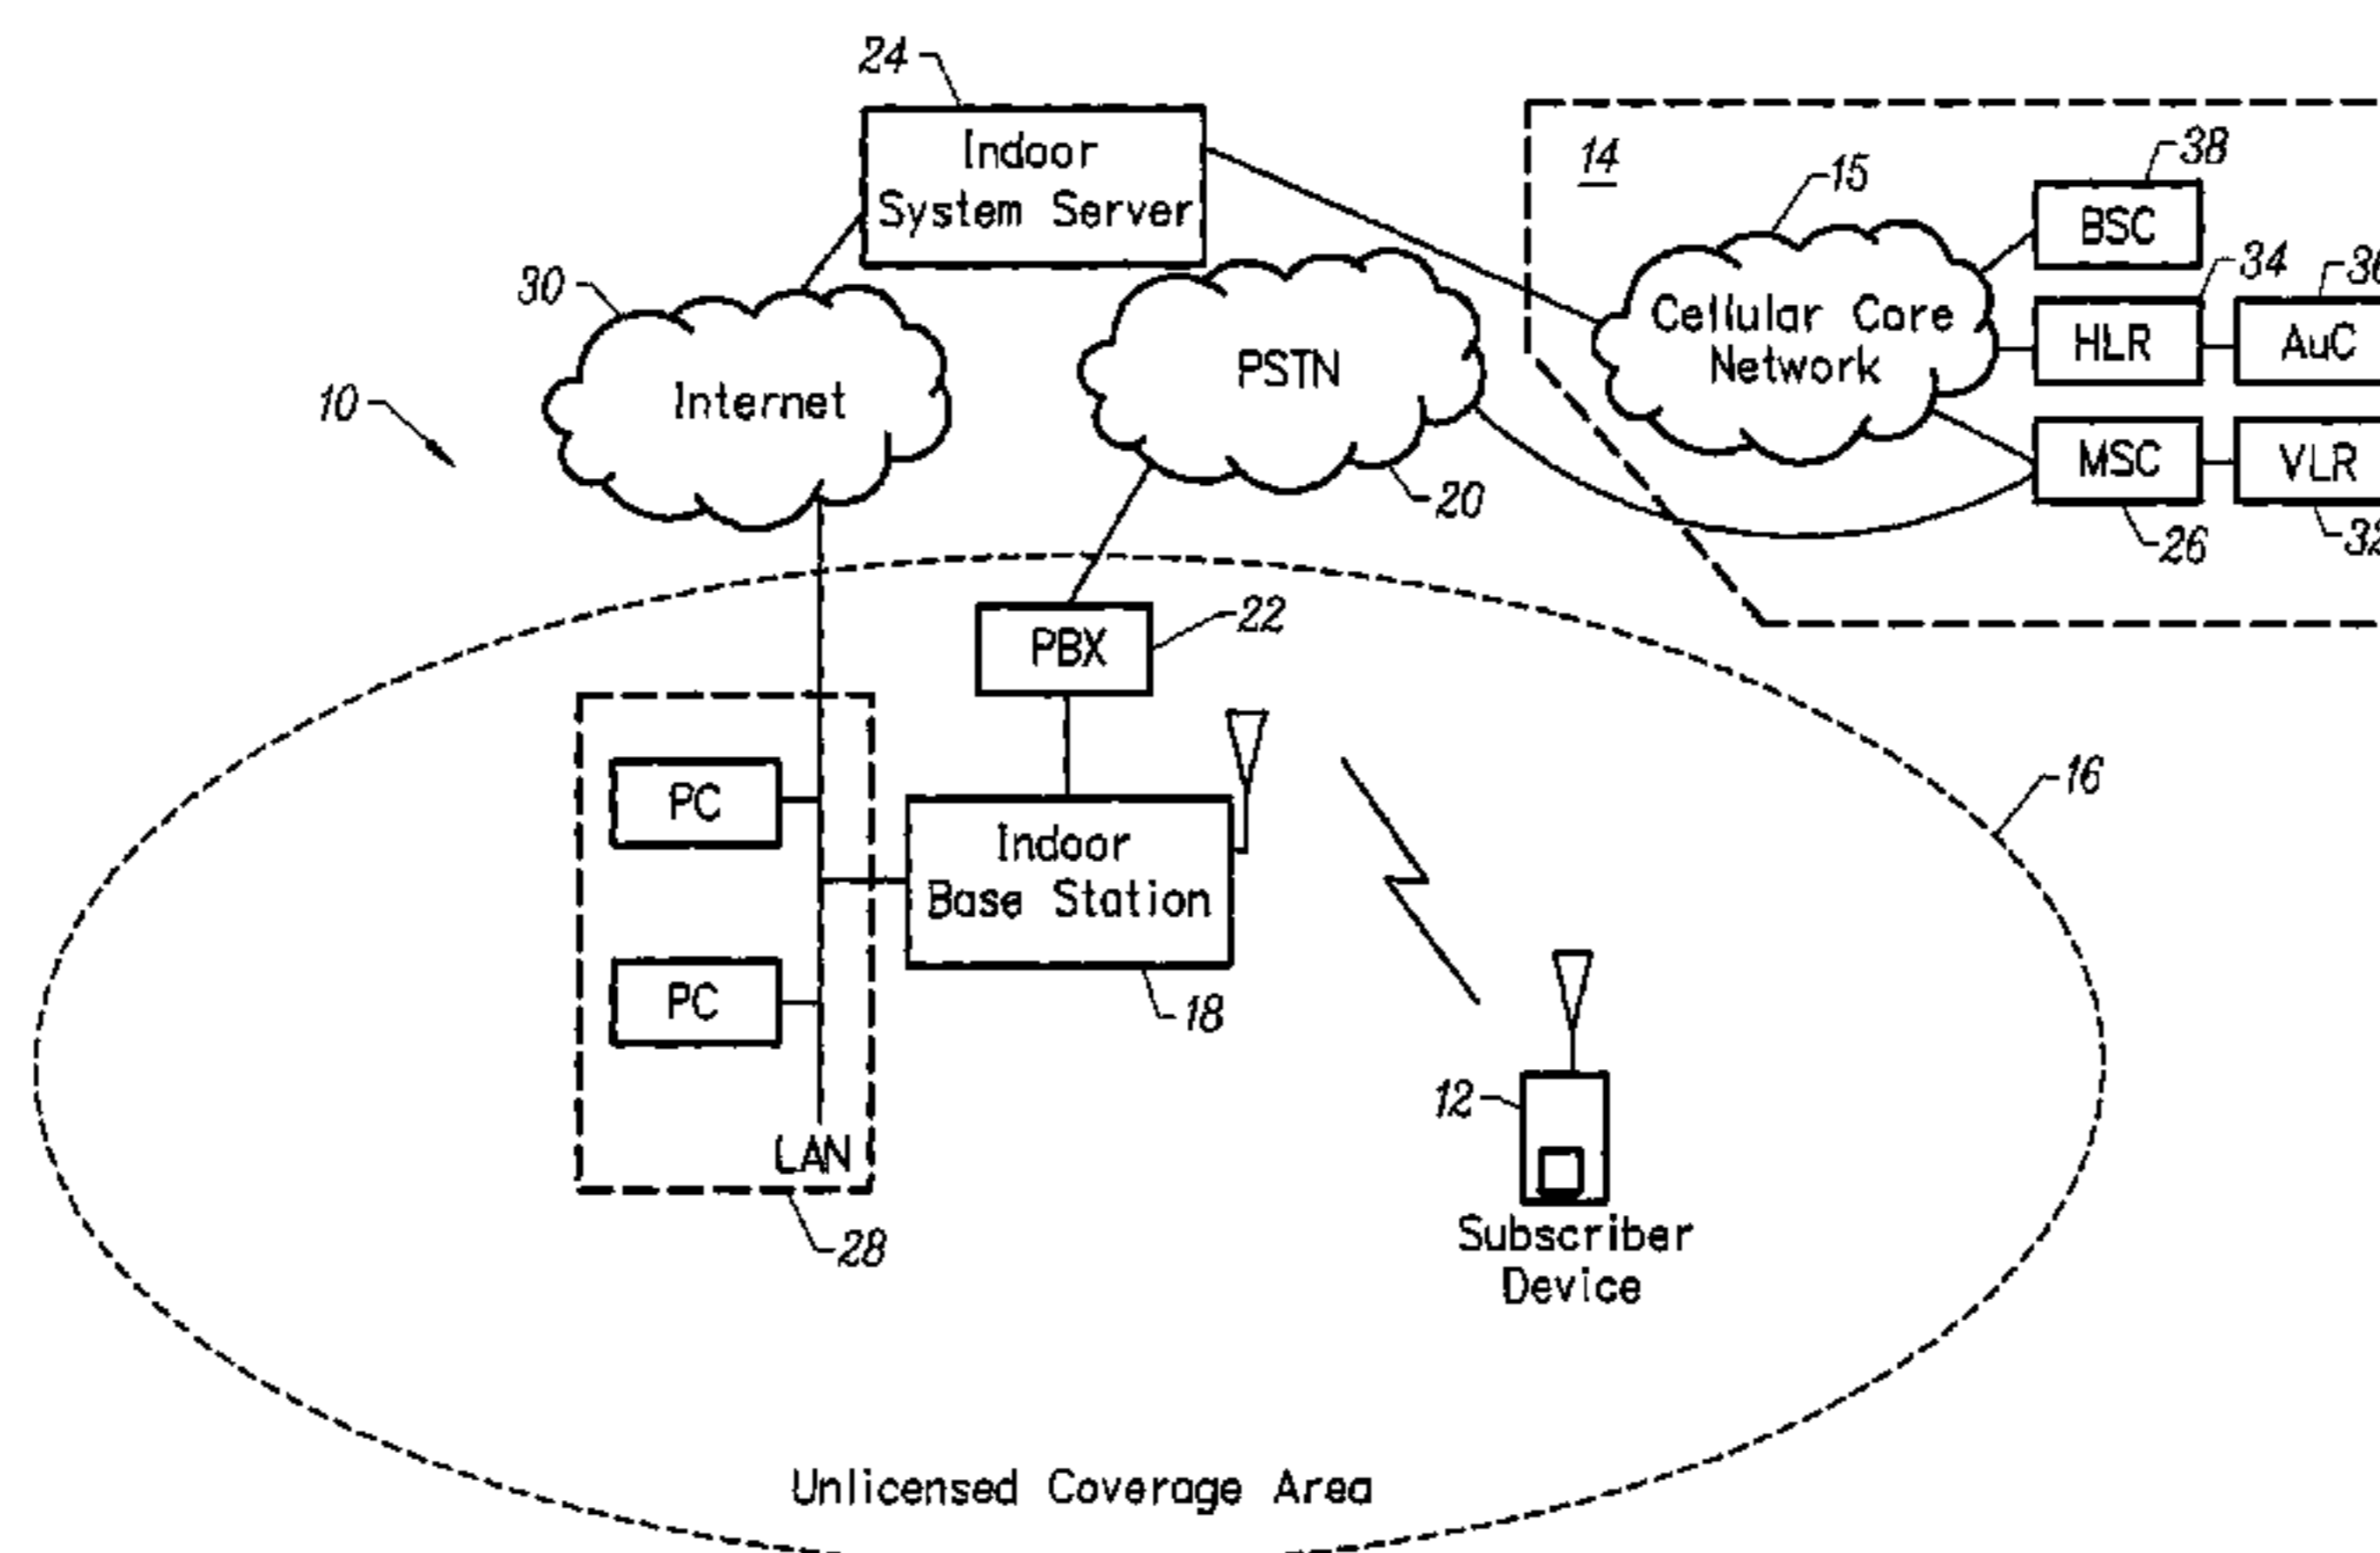 24
Indoor
System Server
14
15
38
BSC
30
Internet
PSTN
Cellular Core
Network
34
HLR
AuC
10
20
MSC
VLR
26
22
PBX
16
PC
Indoor
Base Station
PC
18
12
LAN
28
Subscriber
Device
Unlicensed Coverage Area